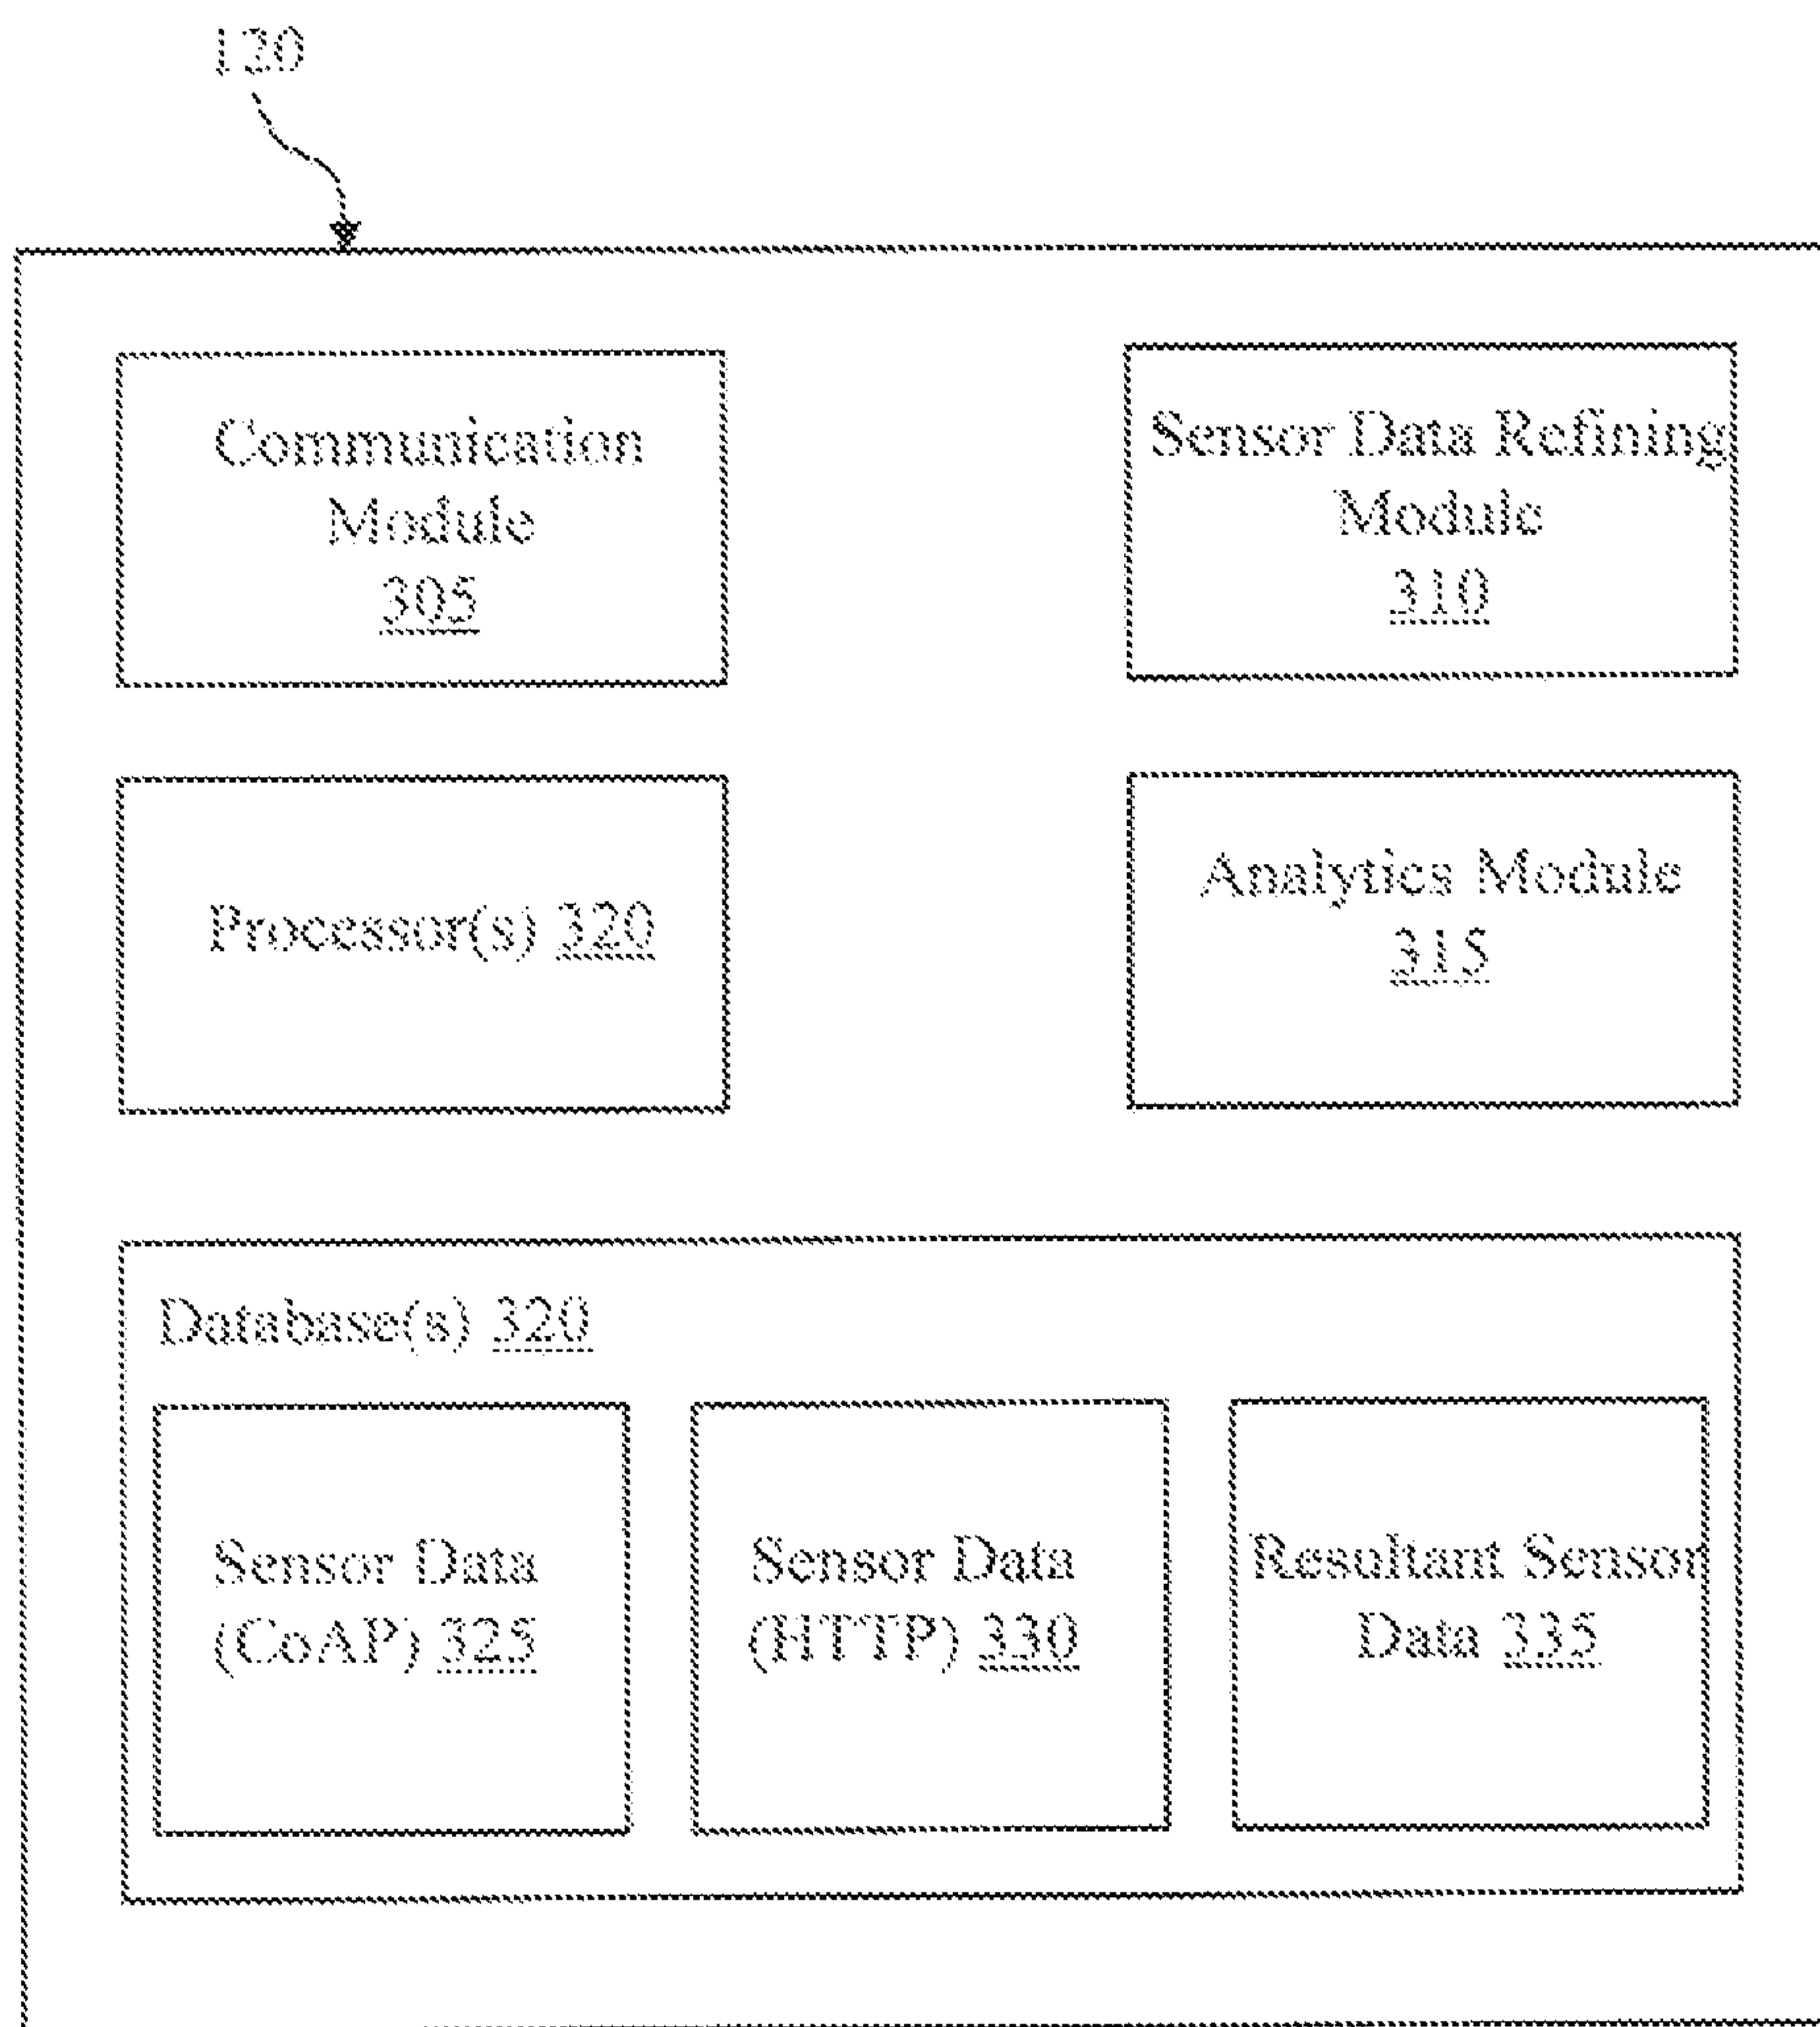 120
Communication
Module
305
Sensor Data Refining
Module
310
Processor(s) 320
Analytics Module
315
Database(s) 320
Sensor Data
(CoAP) 325
Sensor Data
(HTTP) 330
Resultant Sensor
Data 335